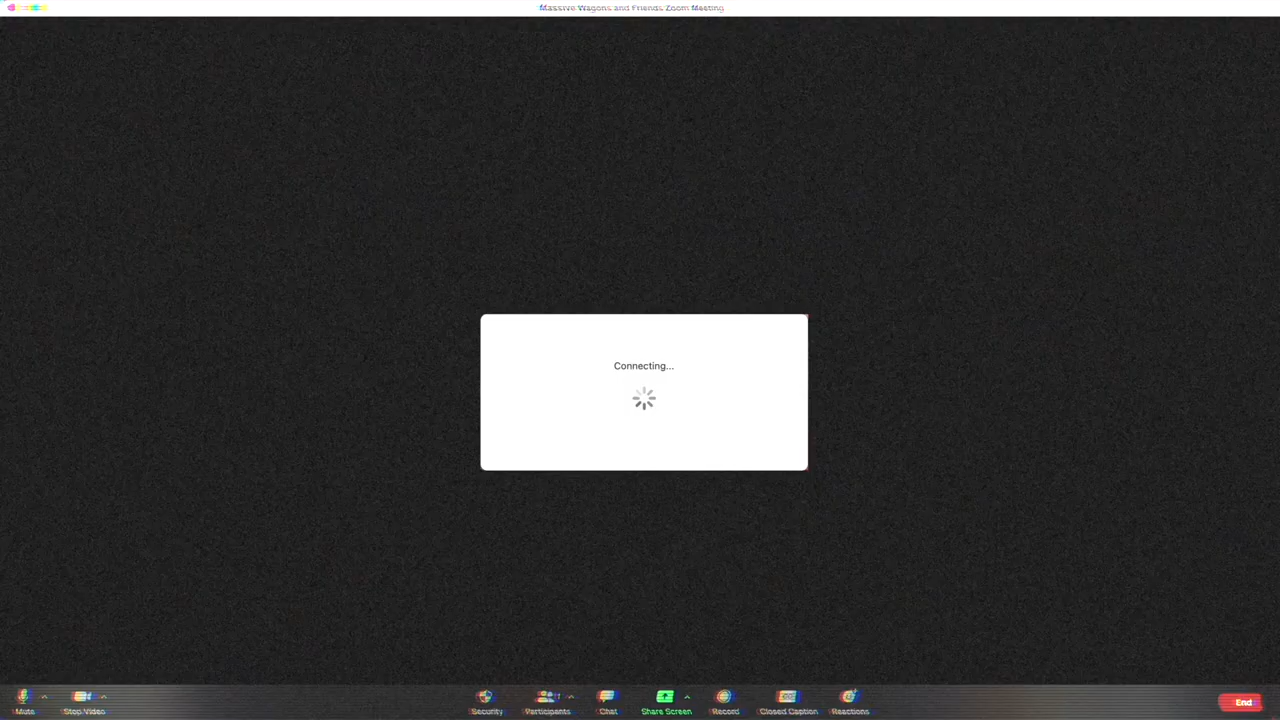 Massive Wagons and Friends Zoom Meeting
Connecting...
Mute
Stop Video
Security
Participants
Chat
Share Screen
Record
Closed Caption
Reactions
End